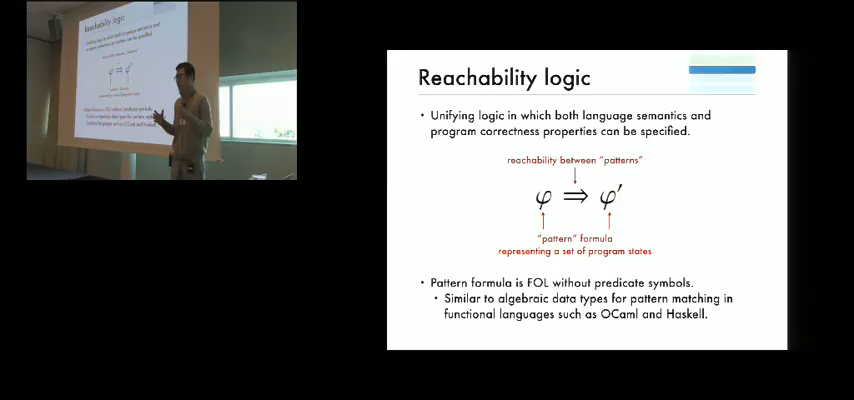 Reachability logic
• Unifying logic in which both language semantics and
program correctness properties can be specified.
reachability between "patterns"
φ ⇒ φ′
"pattern" formula
representing a set of program states
• Pattern formula is FOL without predicate symbols.
• Similar to algebraic data types for pattern matching in
functional languages such as OCaml and Haskell.